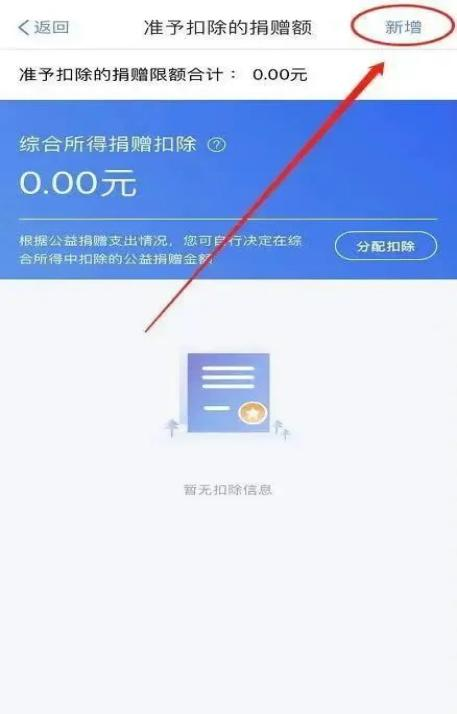 返回
准予扣除的捐赠额
新增
准予扣除的捐赠限额合计： 0.00元
综合所得捐赠扣除 ?
0.00元
根据公益捐赠支出情况，您可自行决定在综
合所得中扣除的公益捐赠金额
分配扣除
暂无扣除信息